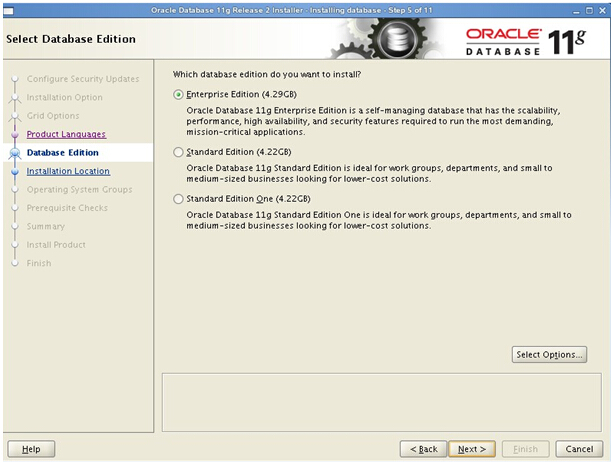 Oracle Database 11g Release 2 Installer - Installing database - Step 5 of 11
Select Database Edition
ORACLE
DATABASE 11g
Configure Security Updates
Installation Option
Grid Options
Product Languages
Database Edition
Installation Location
Operating System Groups
Prerequisite Checks
Summary
Install Product
Finish
Which database edition do you want to install?
Enterprise Edition (4.29GB)
Oracle Database 11g Enterprise Edition is a self-managing database that has the scalability,
performance, high availability, and security features required to run the most demanding,
mission-critical applications.
Standard Edition (4.22GB)
Oracle Database 11g Standard Edition is ideal for work groups, departments, and small to
medium-sized businesses looking for lower-cost solutions.
Standard Edition One (4.22GB)
Oracle Database 11g Standard Edition One is ideal for work groups, departments, and small to
medium-sized businesses looking for lower-cost solutions.
Select Options...
Help
< Back
Next >
Finish
Cancel